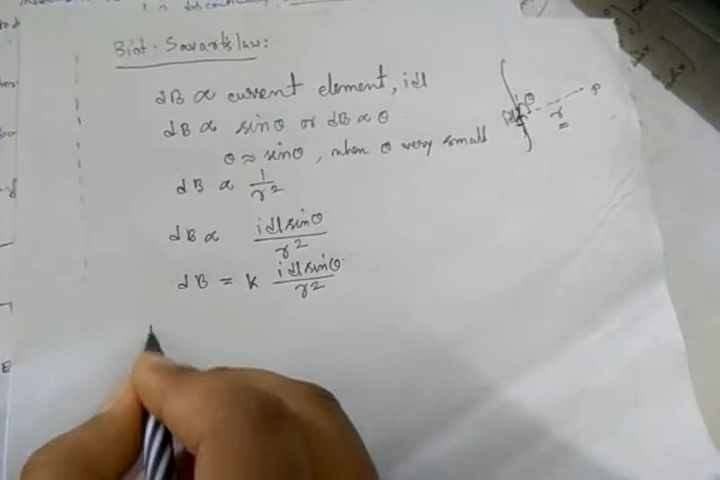 Biot-Savart's law:
dB ∝ current element, idl
dB ∝ sinθ or dB ∝ θ
θ ≈ sinθ, when θ very small
dB ∝ 1/r²
dB ∝ idl sinθ / r²
dB = k idl sinθ / r²
θ
P
idl
r